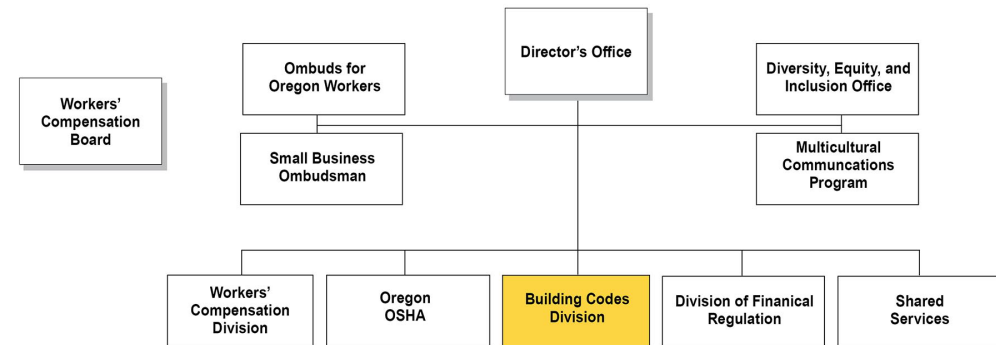 Director's Office
Ombuds for
Oregon Workers
Diversity, Equity, and
Inclusion Office
Workers'
Compensation
Board
Small Business
Ombudsman
Multicultural
Communcations
Program
Workers'
Compensation
Division
Oregon
OSHA
Building Codes
Division
Division of Finanical
Regulation
Shared
Services